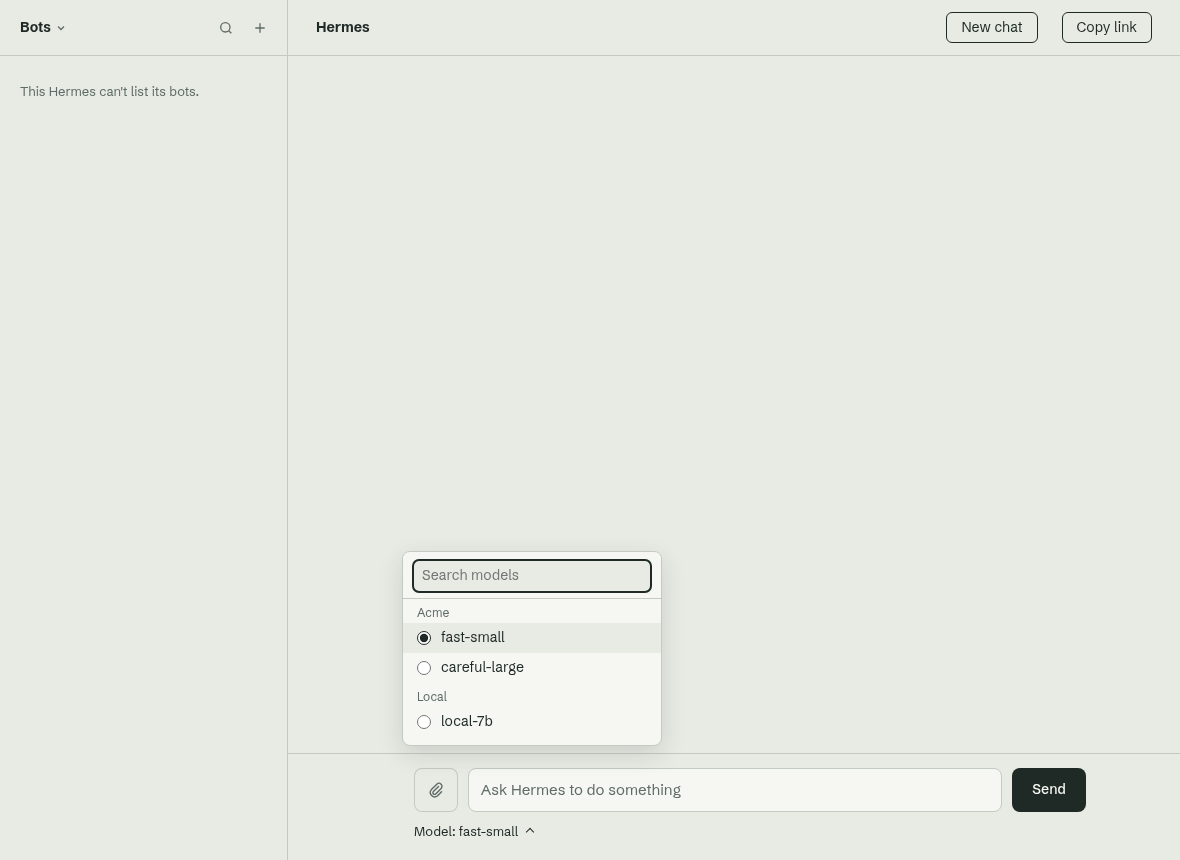 Bots
Hermes
New chat
Copy link
This Hermes can't list its bots.
Search models
Acme
fast-small
careful-large
Local
local-7b
Ask Hermes to do something
Send
Model: fast-small